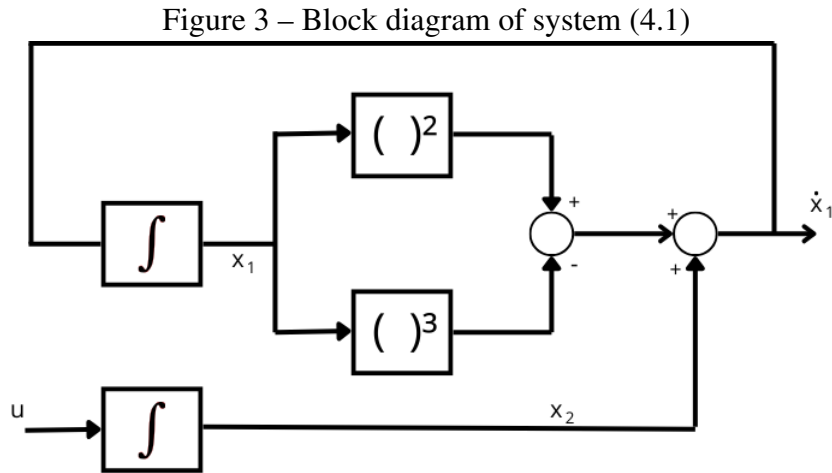 Figure 3 – Block diagram of system (4.1)
( )²
+
ẋ₁
+
∫
x₁
-
+
( )³
u
∫
x₂